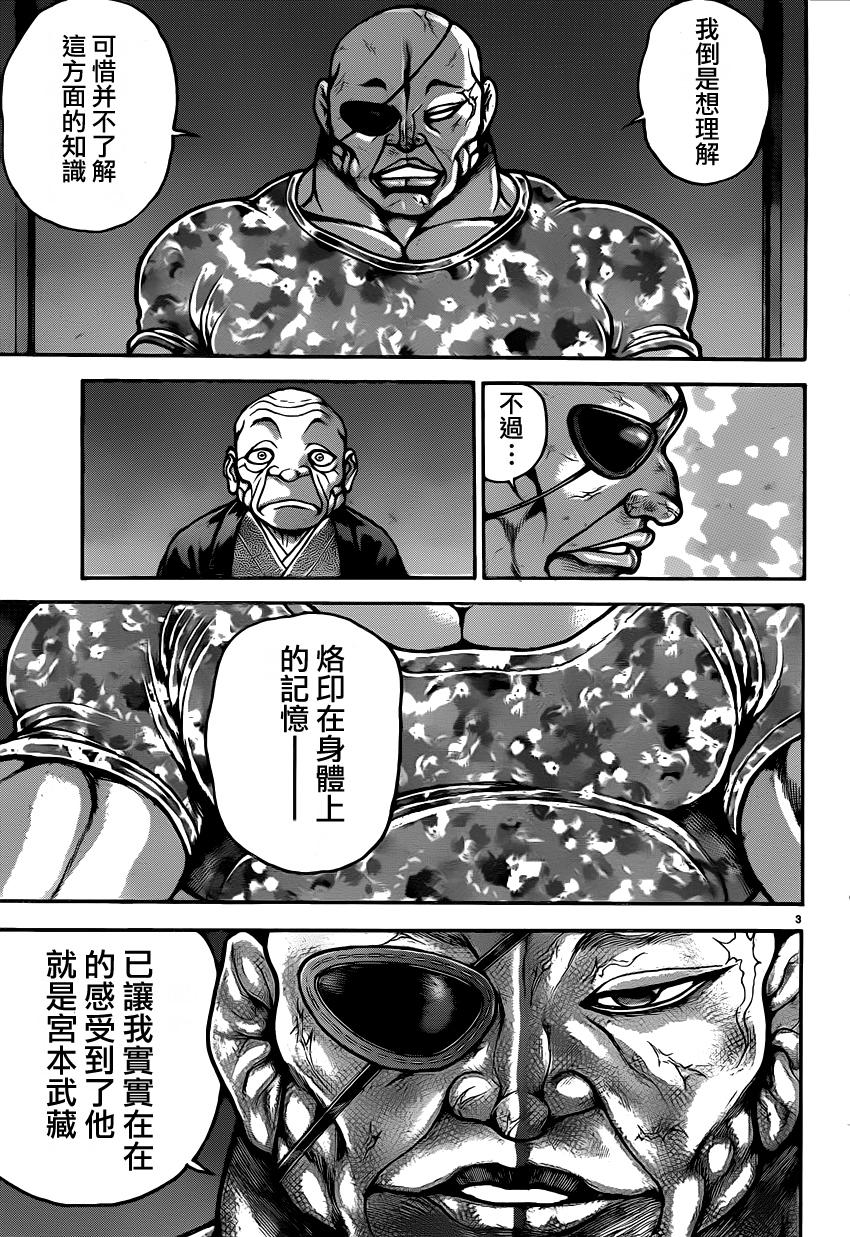 我倒是想理解
可惜并不了解
這方面的知識
不過…
烙印在身體上
的記憶——
3
已讓我實實在在
的感受到了他
就是宮本武藏